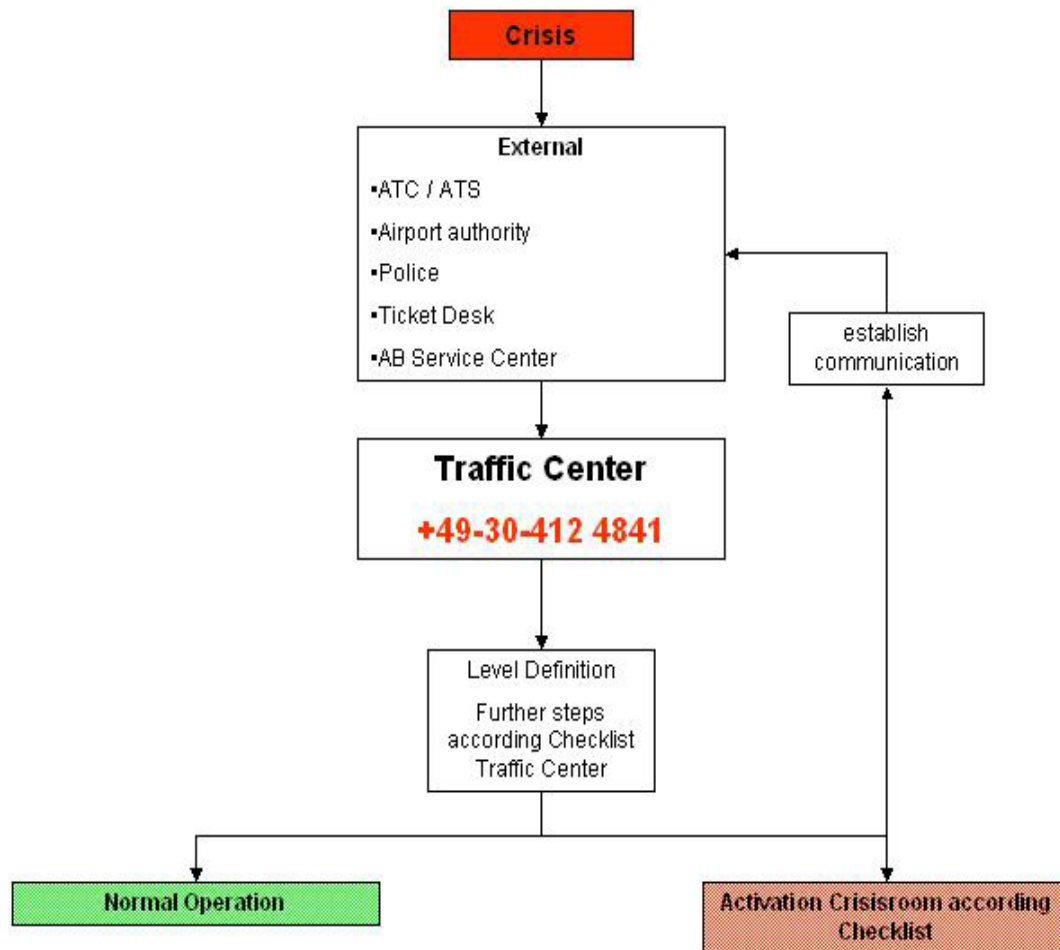 Crisis
External
▪ATC / ATS
▪Airport authority
▪Police
▪Ticket Desk
▪AB Service Center
establish
communication
Traffic Center
+49-30-412 4841
Level Definition
Further steps
according Checklist
Traffic Center
Normal Operation
Activation Crisisroom according
Checklist